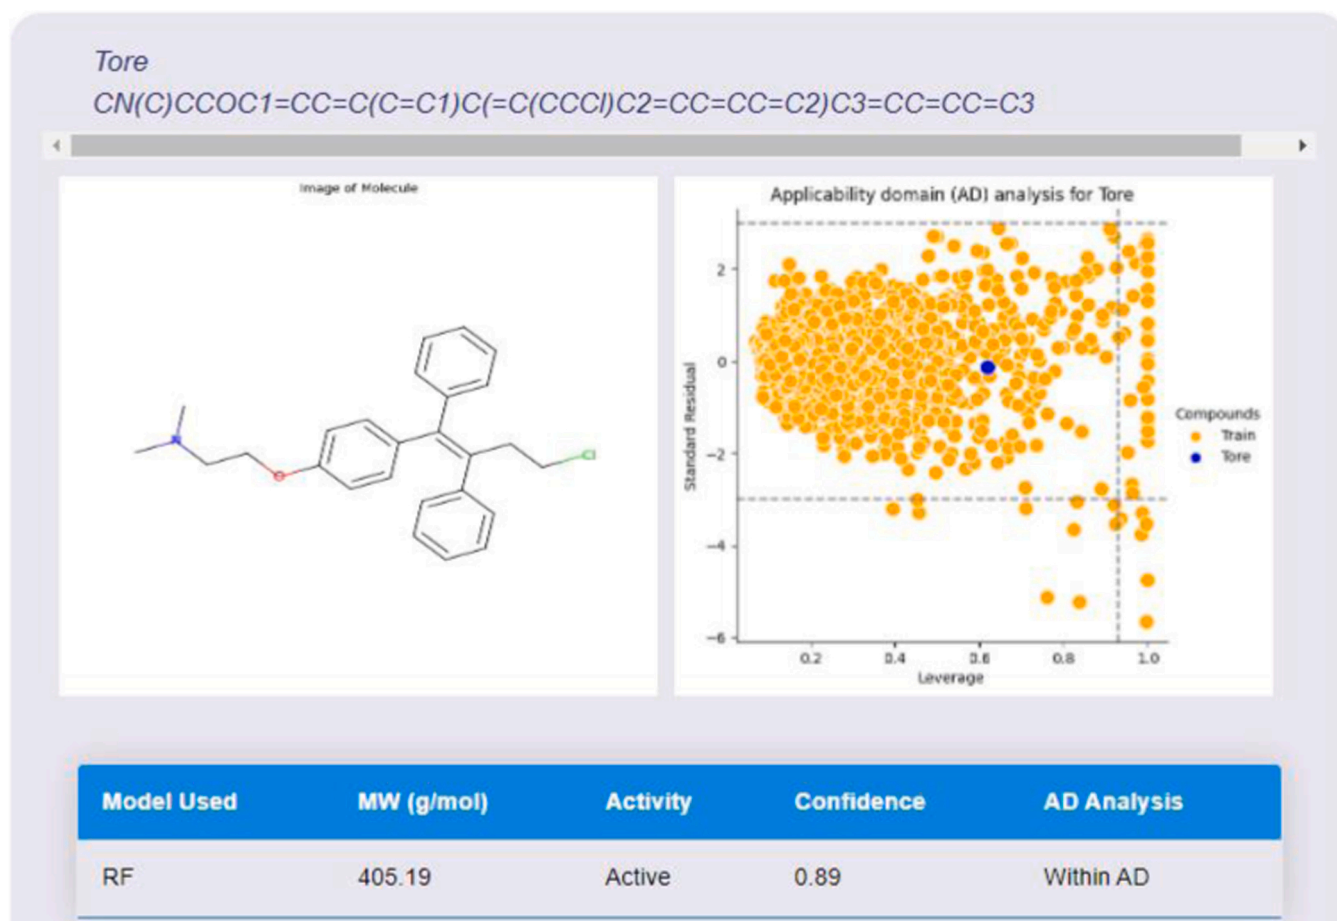 Tore
CN(C)CCOC1=CC=C(C=C1)C(=C(CCCl)C2=CC=CC=C2)C3=CC=CC=C3
Image of Molecule
N
O
Cl
Applicability domain (AD) analysis for Tore
Standard Residual
2
0
−2
−4
−6
0.2 0.4 0.6 0.8 1.0
Leverage
Compounds
Train
Tore
Model Used MW (g/mol) Activity Confidence AD Analysis
RF 405.19 Active 0.89 Within AD